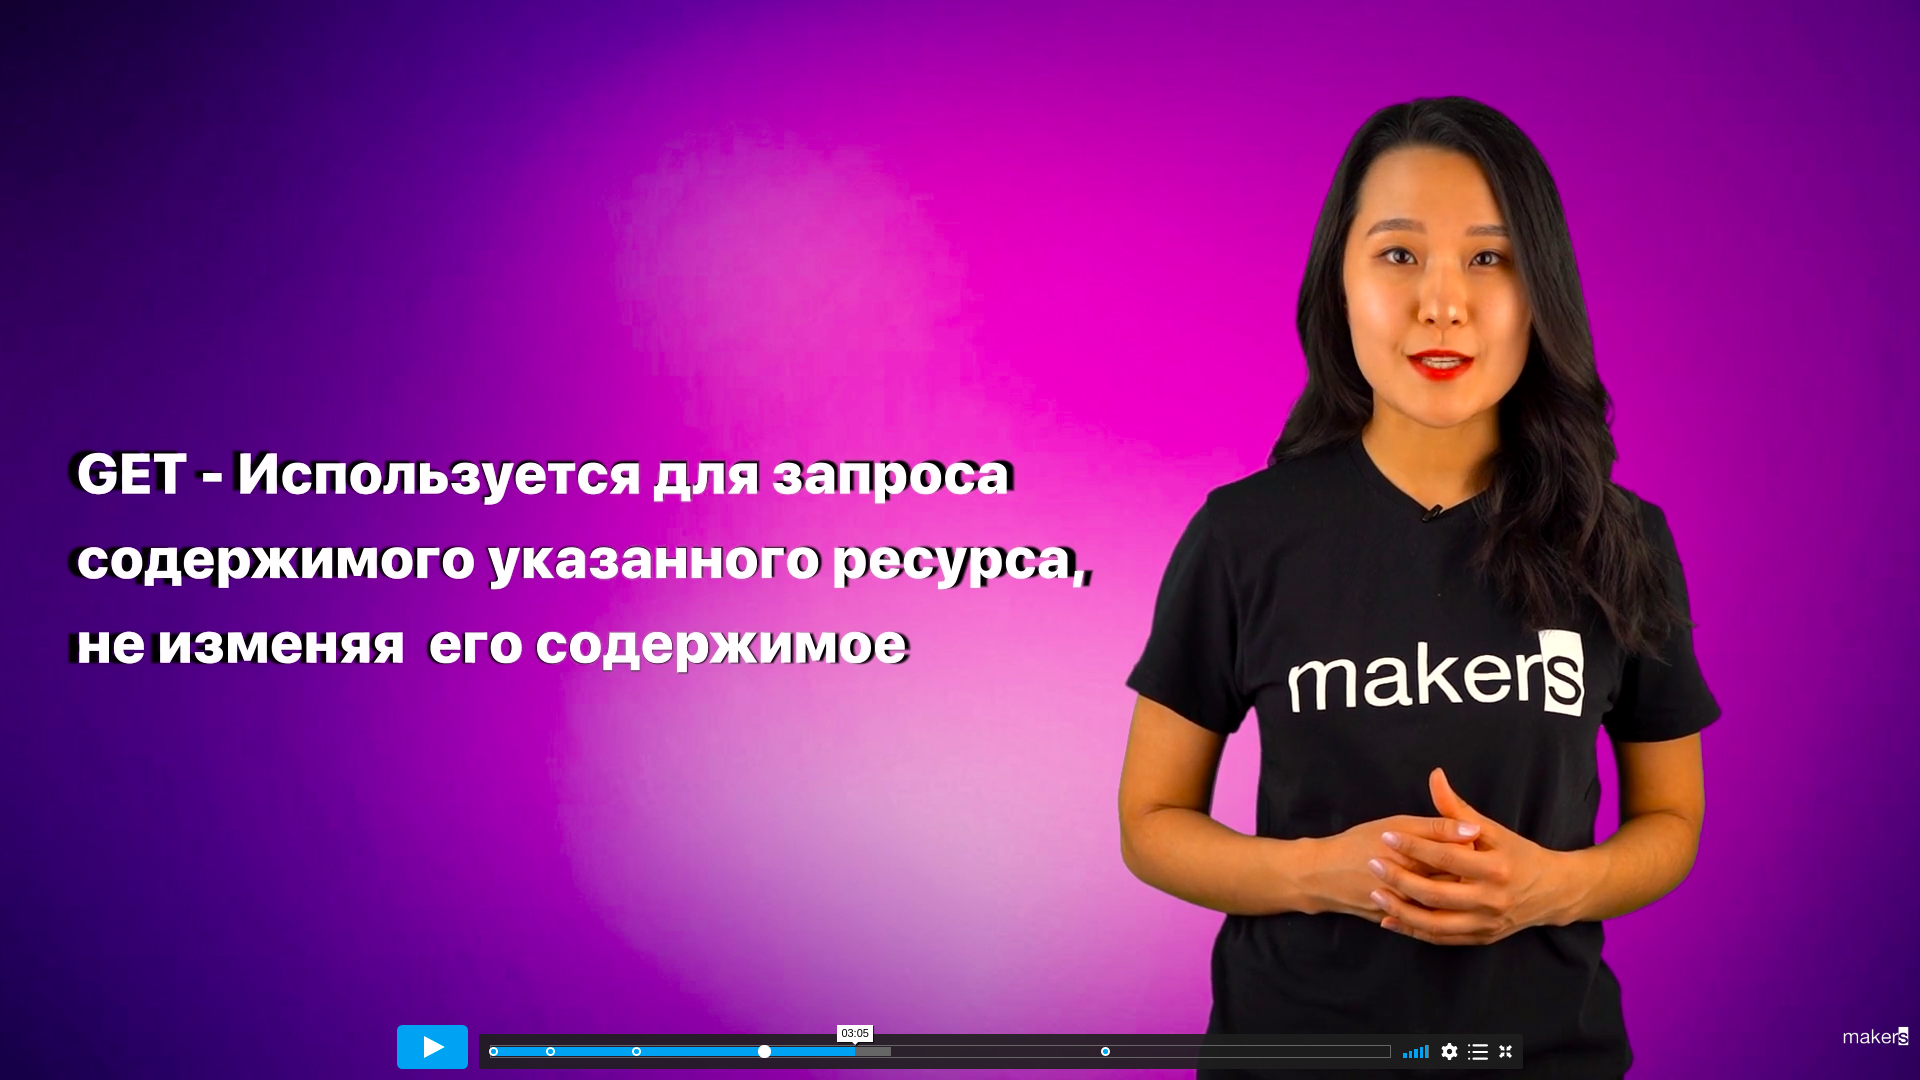 GET - Используется для запроса
содержимого указанного ресурса,
не изменяя его содержимое
makers
03:05
makers